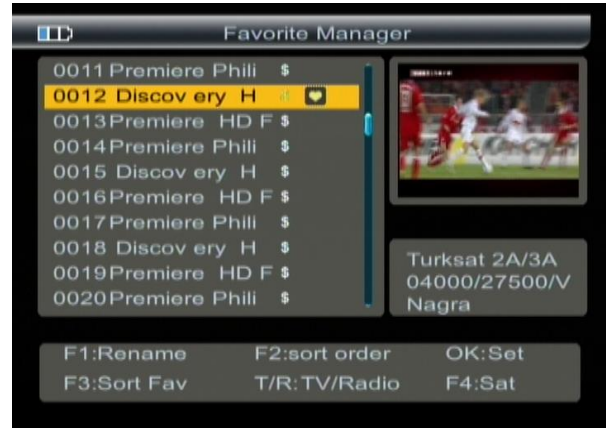 Favorite Manager
0011 Premiere Phili $
0012 Discov ery H $
0013 Premiere HD F $
0014 Premiere Phili $
0015 Discov ery H $
0016 Premiere HD F $
0017 Premiere Phili $
0018 Discov ery H $
0019 Premiere HD F $
0020 Premiere Phili $
Turksat 2A/3A
04000/27500/V
Nagra
F1:Rename F2:sort order OK:Set
F3:Sort Fav T/R:TV/Radio F4:Sat